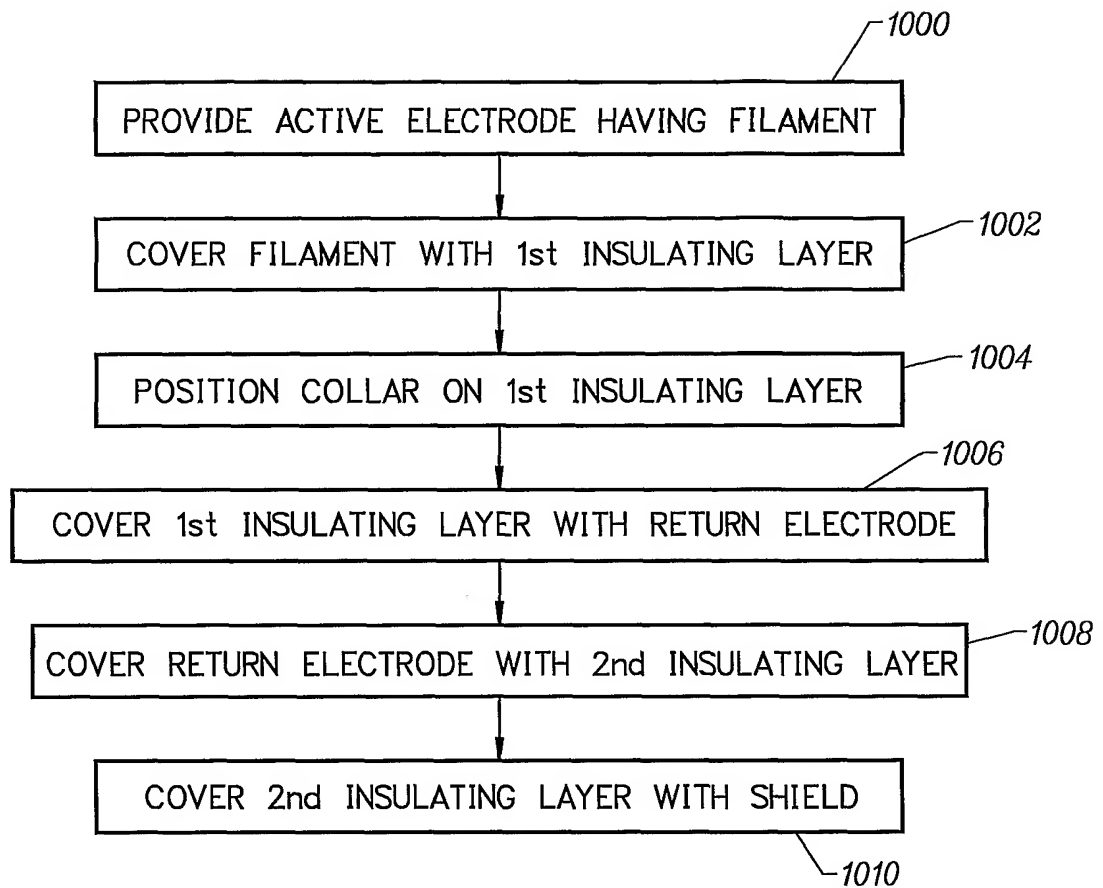 1000
PROVIDE ACTIVE ELECTRODE HAVING FILAMENT
1002
COVER FILAMENT WITH 1st INSULATING LAYER
1004
POSITION COLLAR ON 1st INSULATING LAYER
1006
COVER 1st INSULATING LAYER WITH RETURN ELECTRODE
1008
COVER RETURN ELECTRODE WITH 2nd INSULATING LAYER
COVER 2nd INSULATING LAYER WITH SHIELD
1010